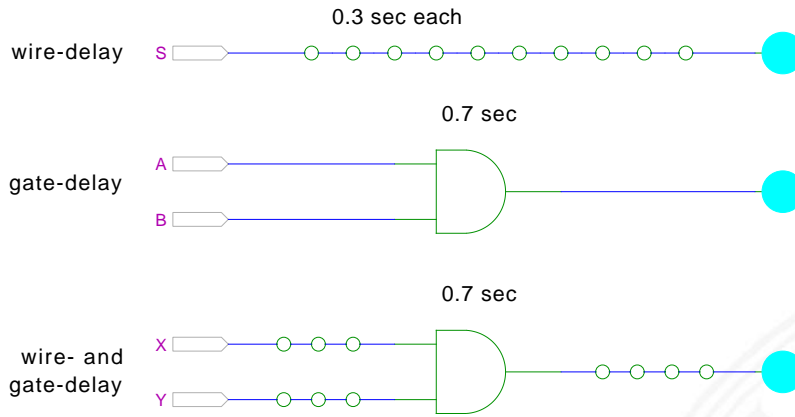 0.3 sec each
wire-delay S
0.7 sec
A
gate-delay
B
0.7 sec
X
wire- and
gate-delay
Y